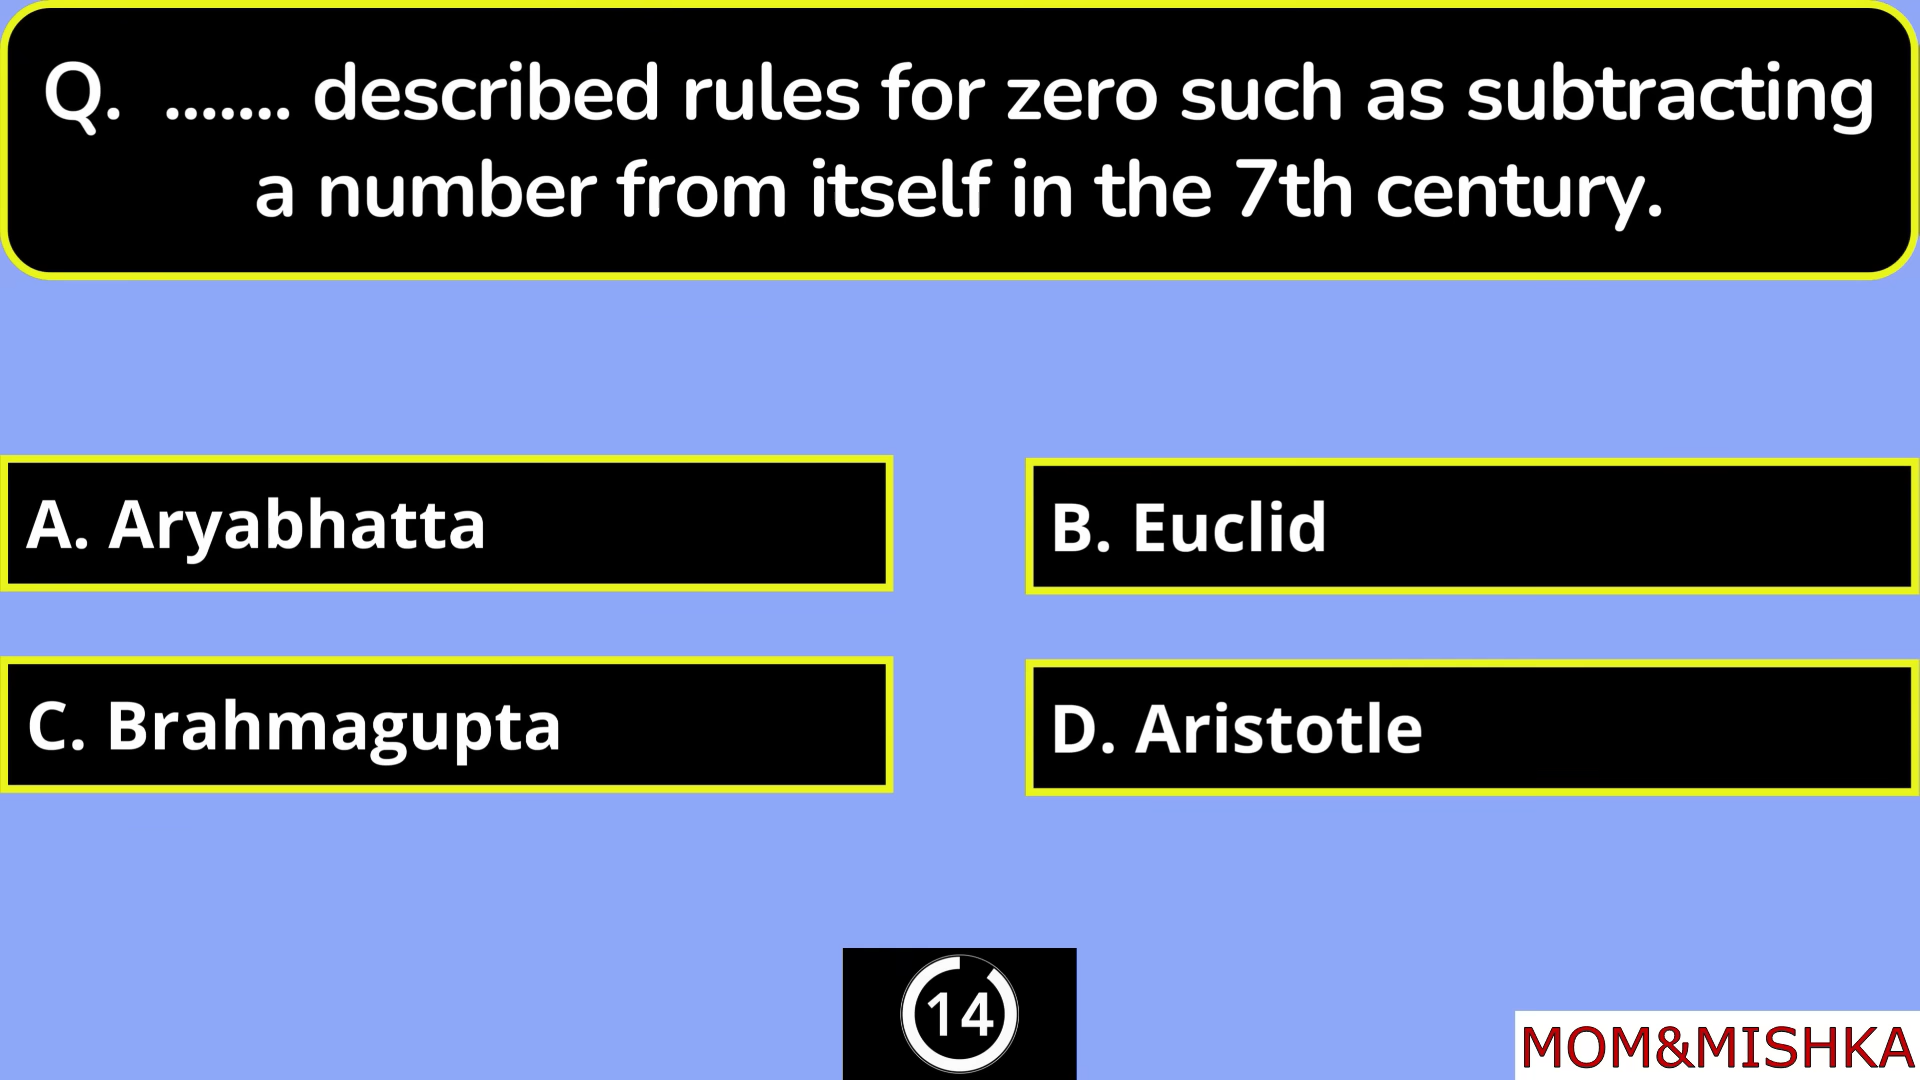 Q. ....... described rules for zero such as subtracting
a number from itself in the 7th century.
A. Aryabhatta
B. Euclid
C. Brahmagupta
D. Aristotle
14
MOM&MISHKA